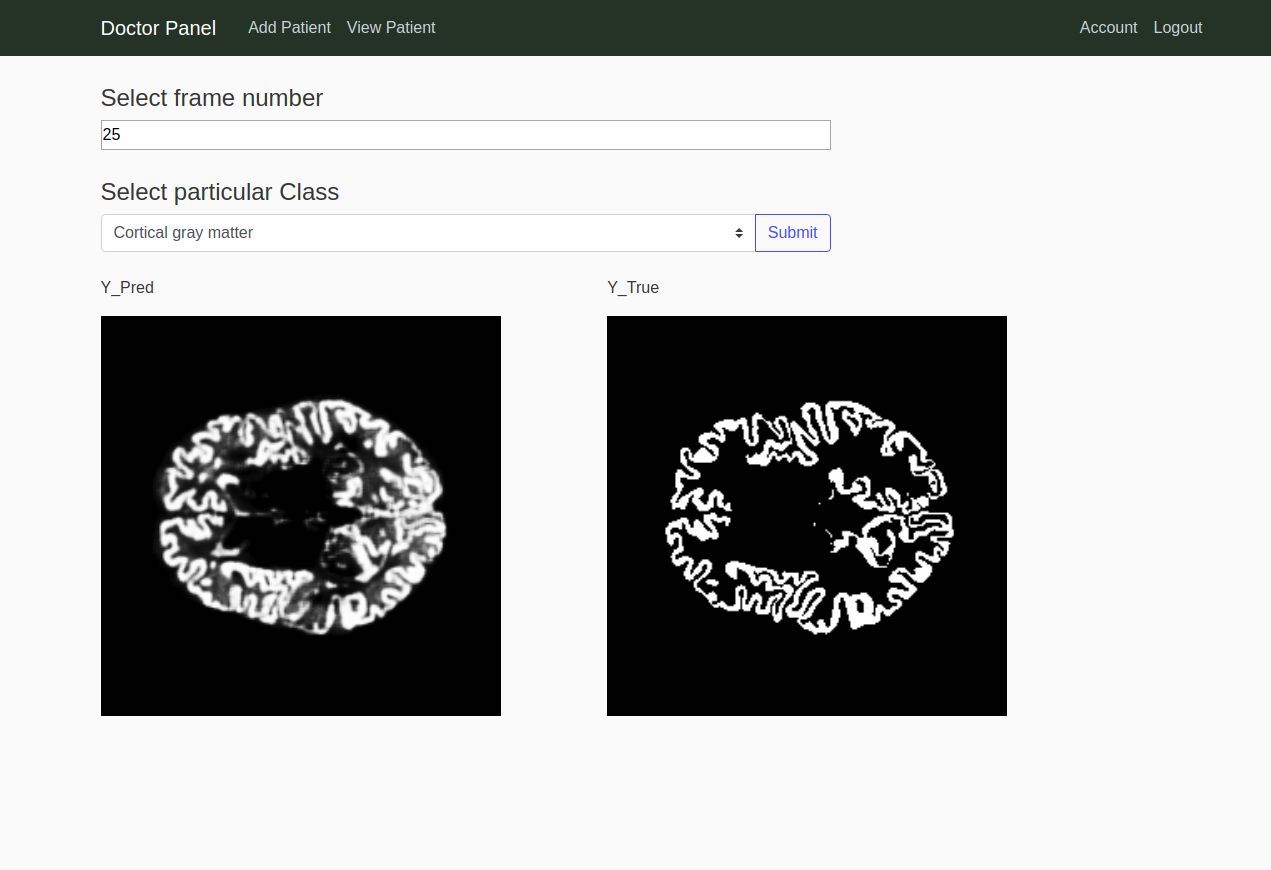 Doctor Panel Add Patient View Patient Account Logout
Select frame number
25
Select particular Class
Cortical gray matter Submit
Y_Pred Y_True